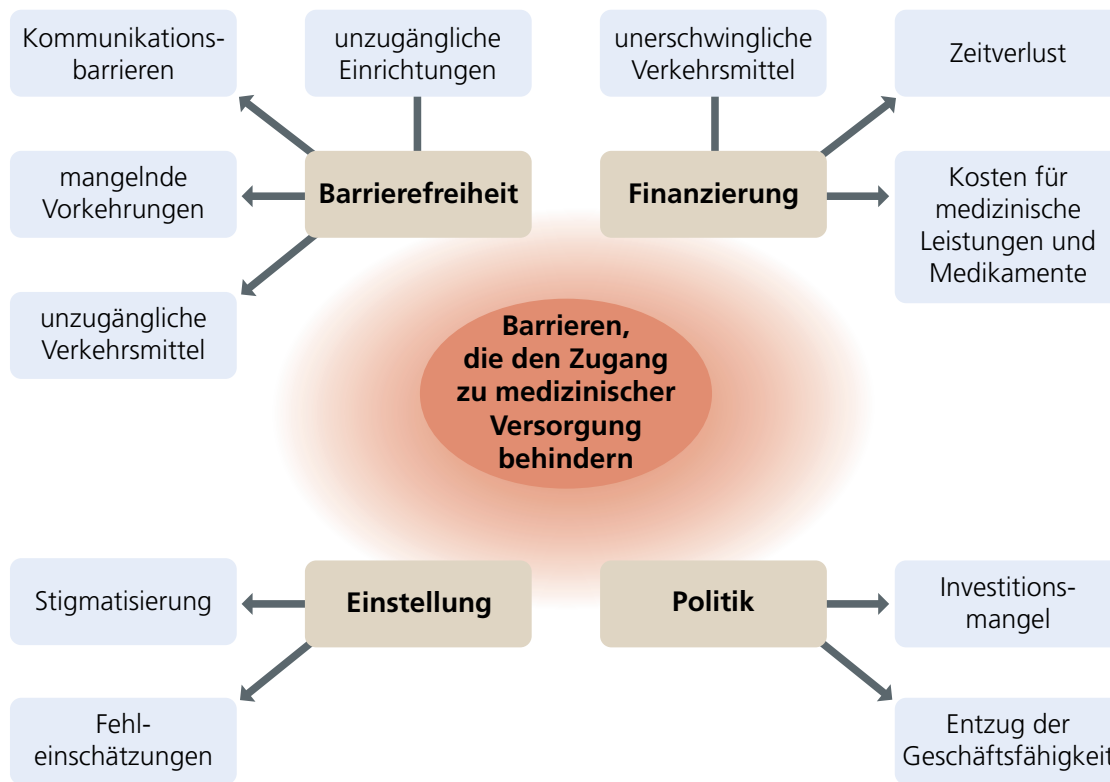 Kommunikations-
barrieren
unzugängliche
Einrichtungen
unerschwingliche
Verkehrsmittel
Zeitverlust
mangelnde
Vorkehrungen
Barrierefreiheit
Finanzierung
Kosten für
medizinische
Leistungen und
Medikamente
unzugängliche
Verkehrsmittel
Barrieren,
die den Zugang
zu medizinischer
Versorgung
behindern
Stigmatisierung
Einstellung
Politik
Investitions-
mangel
Fehl-
einschätzungen
Entzug der
Geschäftsfähigkeit